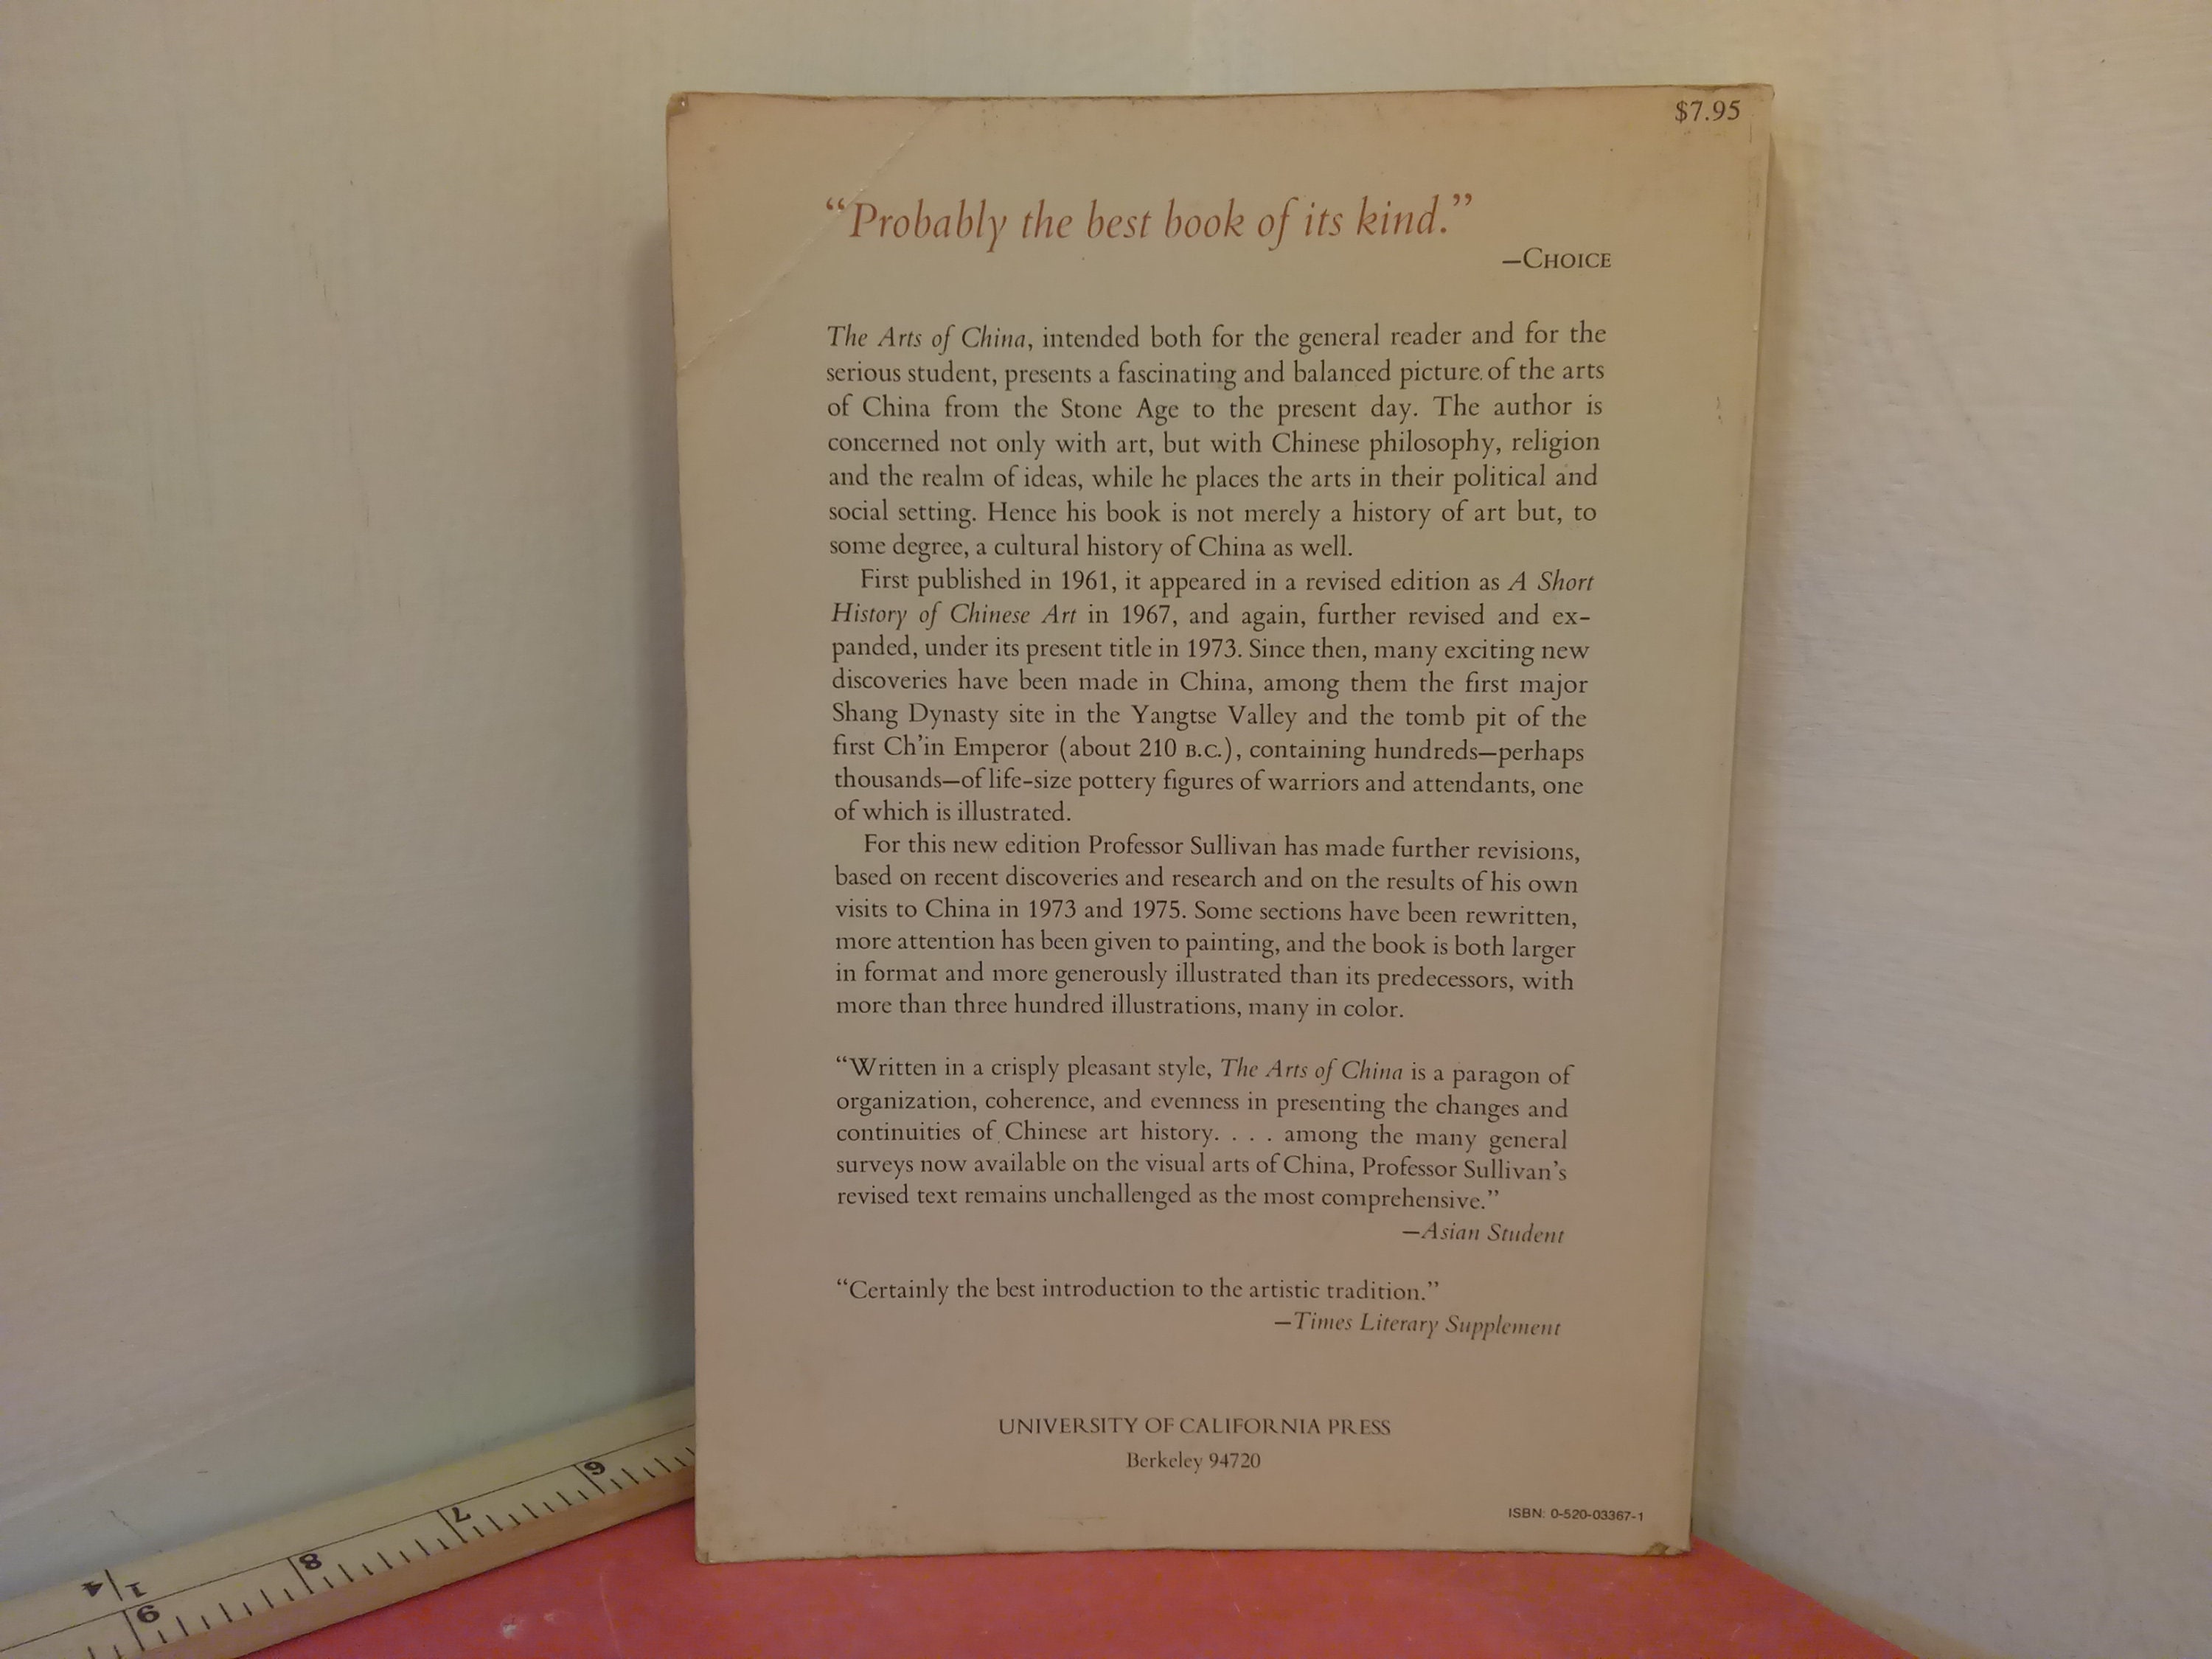 $7.95
“Probably the best book of its kind.”
—CHOICE
The Arts of China, intended both for the general reader and for the
serious student, presents a fascinating and balanced picture of the arts
of China from the Stone Age to the present day. The author is
concerned not only with art, but with Chinese philosophy, religion
and the realm of ideas, while he places the arts in their political and
social setting. Hence his book is not merely a history of art but, to
some degree, a cultural history of China as well.
First published in 1961, it appeared in a revised edition as A Short
History of Chinese Art in 1967, and again, further revised and ex-
panded, under its present title in 1973. Since then, many exciting new
discoveries have been made in China, among them the first major
Shang Dynasty site in the Yangtse Valley and the tomb pit of the
first Ch’in Emperor (about 210 B.C.), containing hundreds—perhaps
thousands—of life-size pottery figures of warriors and attendants, one
of which is illustrated.
For this new edition Professor Sullivan has made further revisions,
based on recent discoveries and research and on the results of his own
visits to China in 1973 and 1975. Some sections have been rewritten,
more attention has been given to painting, and the book is both larger
in format and more generously illustrated than its predecessors, with
more than three hundred illustrations, many in color.
“Written in a crisply pleasant style, The Arts of China is a paragon of
organization, coherence, and evenness in presenting the changes and
continuities of Chinese art history. . . . among the many general
surveys now available on the visual arts of China, Professor Sullivan’s
revised text remains unchallenged as the most comprehensive.”
—Asian Student
“Certainly the best introduction to the artistic tradition.”
—Times Literary Supplement
UNIVERSITY OF CALIFORNIA PRESS
Berkeley 94720
ISBN: 0-520-03367-1
6
7
8
1/4
9